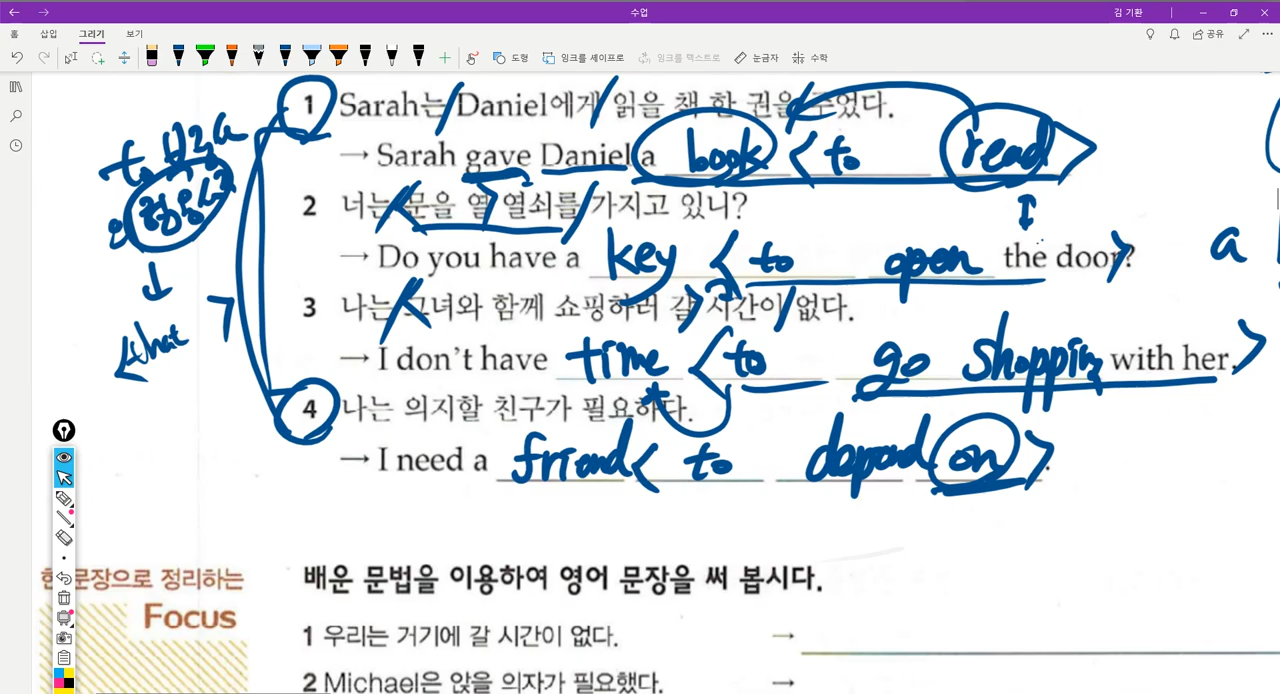 수업
김 기환
홈 삽입 그리기 보기
공유
도형 잉크를 셰이프로 잉크를 텍스트로 눈금자 수학
1 Sarah는/Daniel에게/읽을 책 한 권을 주었다.
→ Sarah gave Daniel a book <to read>
2 너는 문을 열 열쇠를/가지고 있니?
→ Do you have a key <to open the door>?
a
3 나는 그녀와 함께 쇼핑하러 갈 시간이/없다.
→ I don't have time <to go shopping with her.>
4 나는 의지할 친구가 필요하다.
→ I need a friend <to depend on>.
to 부정사
형용사
<that
한 문장으로 정리하는
Focus
배운 문법을 이용하여 영어 문장을 써 봅시다.
1 우리는 거기에 갈 시간이 없다. →
2 Michael은 앉을 의자가 필요했다. →